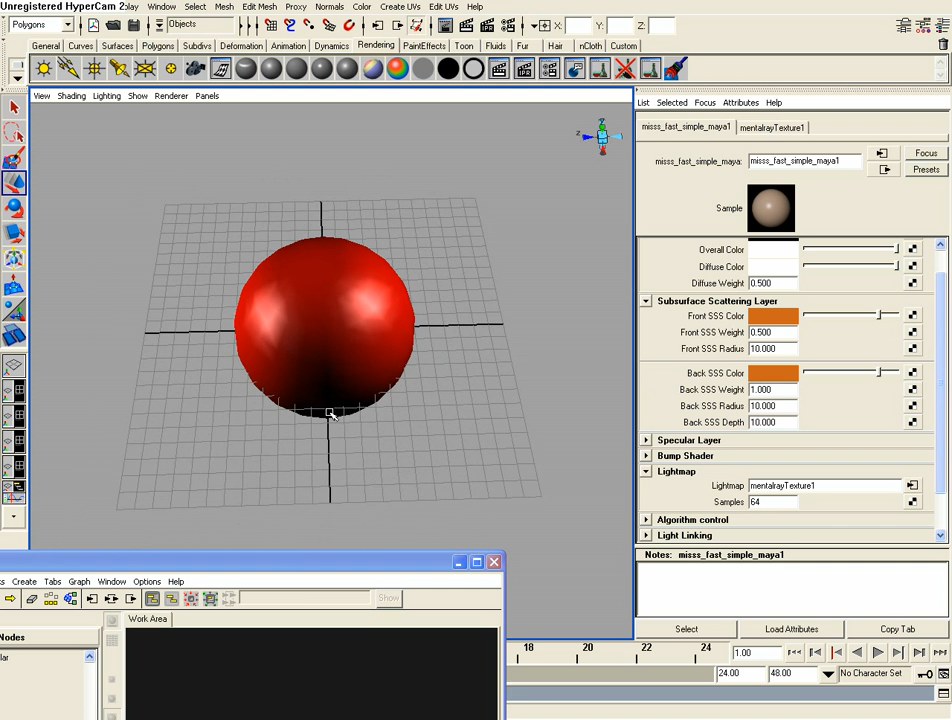 Unregistered HyperCam 2
play Window Select Mesh Edit Mesh Proxy Normals Color Create UVs Edit UVs Help
Polygons Objects X: Y: Z:
General Curves Surfaces Polygons Subdivs Deformation Animation Dynamics Rendering PaintEffects Toon Fluids Fur Hair nCloth Custom
View Shading Lighting Show Renderer Panels
List Selected Focus Attributes Help
misss_fast_simple_maya1 mentalrayTexture1
misss_fast_simple_maya: misss_fast_simple_maya1 Focus
Presets
Sample
Overall Color
Diffuse Color
Diffuse Weight 0.500
Subsurface Scattering Layer
Front SSS Color
Front SSS Weight 0.500
Front SSS Radius 10.000
Back SSS Color
Back SSS Weight 1.000
Back SSS Radius 10.000
Back SSS Depth 10.000
Specular Layer
Bump Shader
Lightmap
Lightmap mentalrayTexture1
Samples 64
Algorithm control
Light Linking
Notes: misss_fast_simple_maya1
Select Load Attributes Copy Tab
s Create Tabs Graph Window Options Help
Show
Nodes Work Area
lar
18 20 22 24 1.00
24.00 48.00 No Character Set